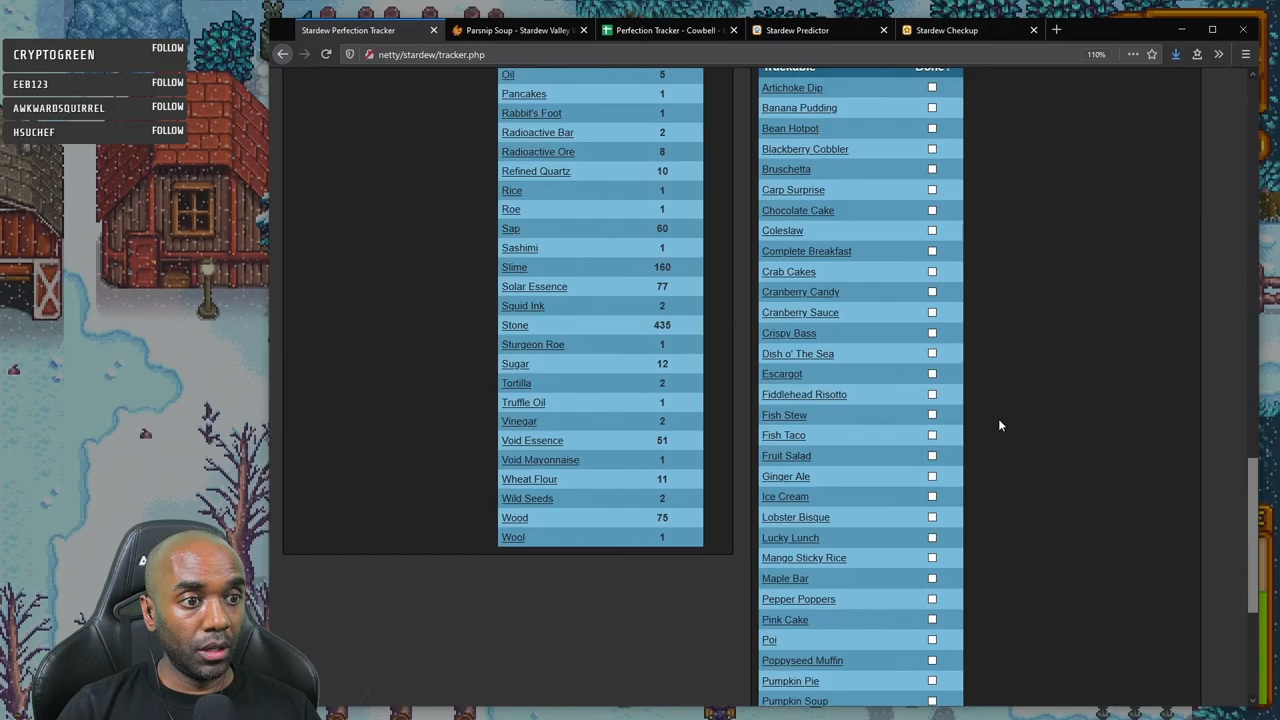 CRYPTOGREEN FOLLOW
EEB123 FOLLOW
AWKWARDSQUIRREL FOLLOW
HSUCHEF FOLLOW
Stardew Perfection Tracker
Parsnip Soup - Stardew Valley
Perfection Tracker - Cowbell -
Stardew Predictor
Stardew Checkup
netty/stardew/tracker.php
110%
Oil 5
Pancakes 1
Rabbit's Foot 1
Radioactive Bar 2
Radioactive Ore 8
Refined Quartz 10
Rice 1
Roe 1
Sap 60
Sashimi 1
Slime 160
Solar Essence 77
Squid Ink 2
Stone 435
Sturgeon Roe 1
Sugar 12
Tortilla 2
Truffle Oil 1
Vinegar 2
Void Essence 51
Void Mayonnaise 1
Wheat Flour 11
Wild Seeds 2
Wood 75
Wool 1
Trackable Done?
Artichoke Dip
Banana Pudding
Bean Hotpot
Blackberry Cobbler
Bruschetta
Carp Surprise
Chocolate Cake
Coleslaw
Complete Breakfast
Crab Cakes
Cranberry Candy
Cranberry Sauce
Crispy Bass
Dish o' The Sea
Escargot
Fiddlehead Risotto
Fish Stew
Fish Taco
Fruit Salad
Ginger Ale
Ice Cream
Lobster Bisque
Lucky Lunch
Mango Sticky Rice
Maple Bar
Pepper Poppers
Pink Cake
Poi
Poppyseed Muffin
Pumpkin Pie
Pumpkin Soup